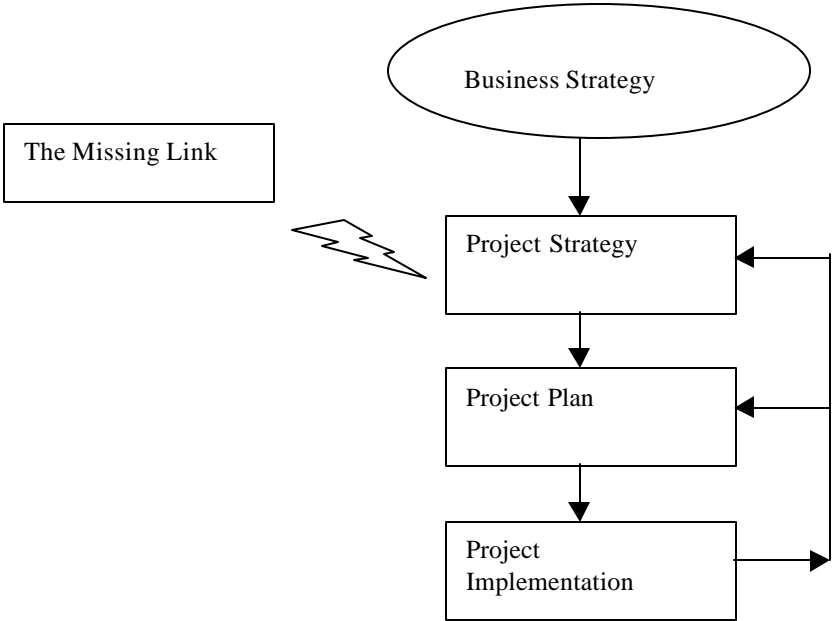 Business Strategy
The Missing Link
Project Strategy
Project Plan
Project
Implementation